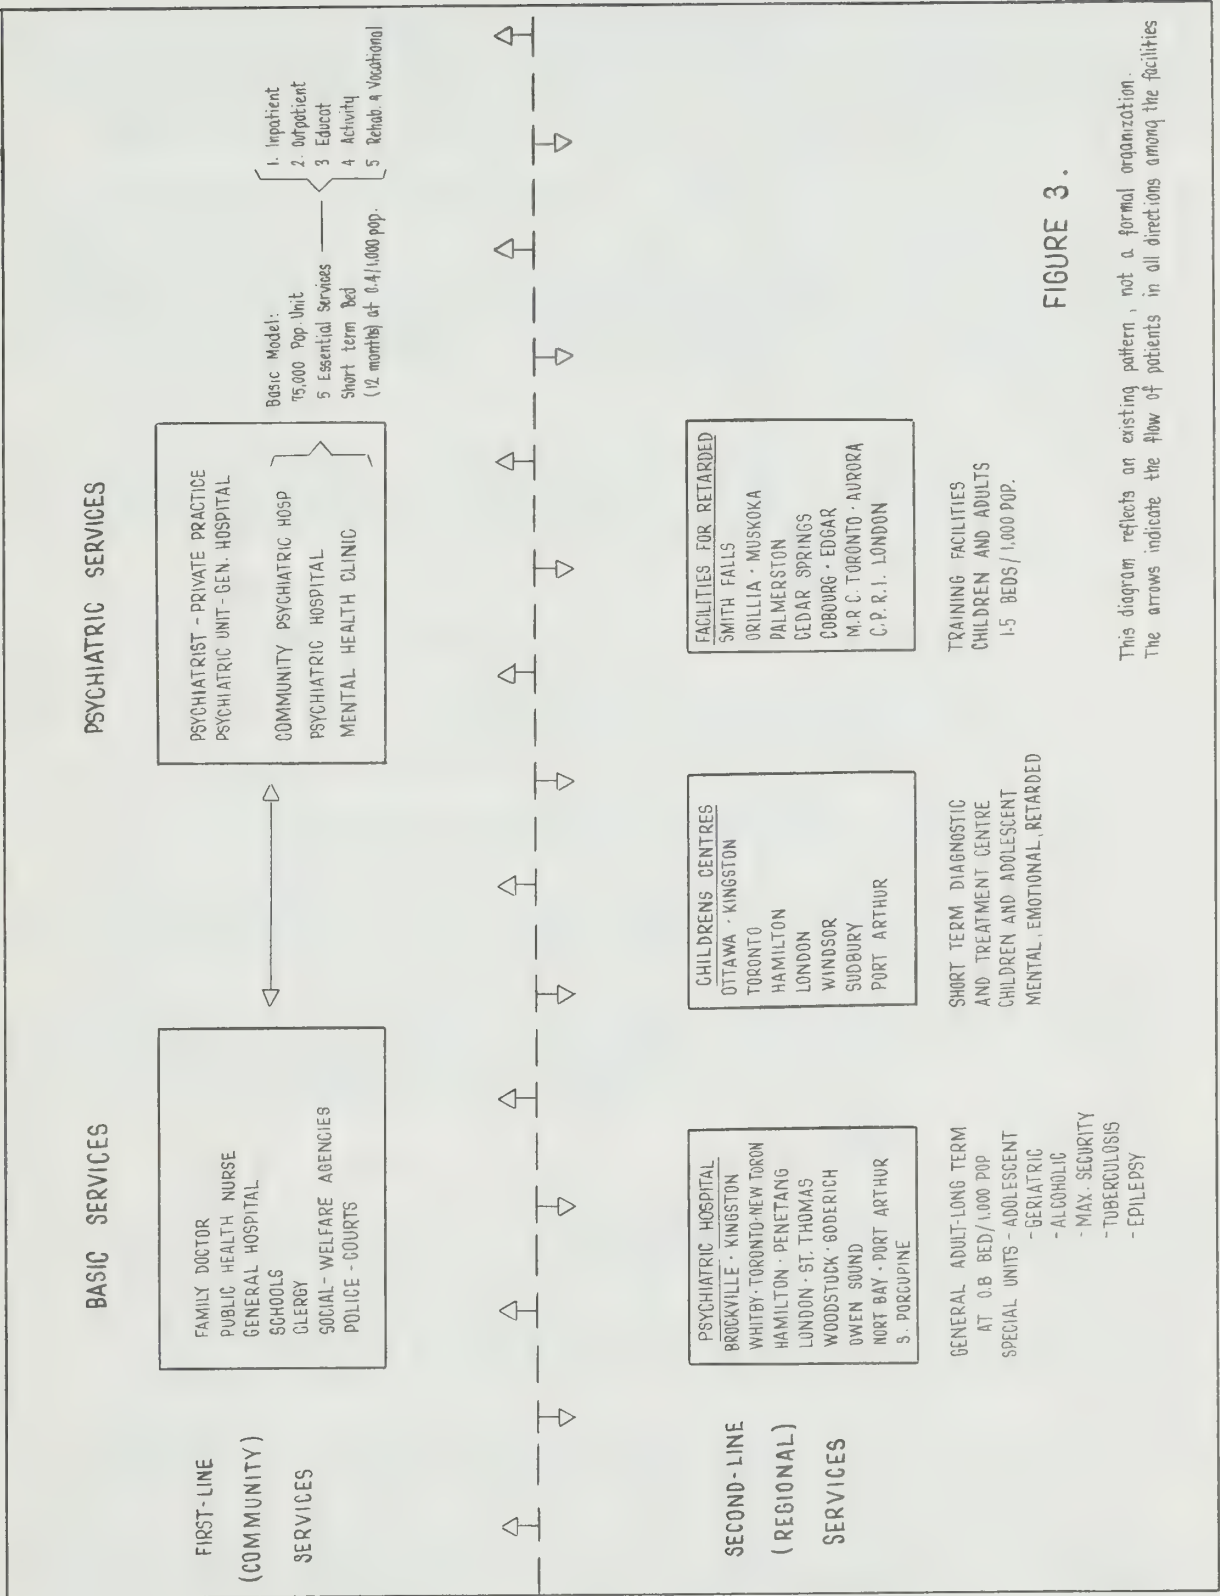 BASIC SERVICES
PSYCHIATRIC SERVICES
FIRST-LINE
(COMMUNITY)
SERVICES
FAMILY DOCTOR
PUBLIC HEALTH NURSE
GENERAL HOSPITAL
SCHOOLS
CLERGY
SOCIAL-WELFARE AGENCIES
POLICE-COURTS
PSYCHIATRIST-PRIVATE PRACTICE
PSYCHIATRIC UNIT-GEN. HOSPITAL
COMMUNITY PSYCHIATRIC HOSP
PSYCHIATRIC HOSPITAL
MENTAL HEALTH CLINIC
Basic Model:
75,000 Pop. Unit
5 Essential Services
Short term Bed
(12 months) at 0.4/1,000 pop.
1. Inpatient
2. Outpatient
3 Educat
4 Activity
5 Rehab. & Vocational
SECOND-LINE
(REGIONAL)
SERVICES
PSYCHIATRIC HOSPITAL
BROCKVILLE · KINGSTON
WHITBY·TORONTO·NEW TORON
HAMILTON · PENETANG
LONDON · ST. THOMAS
WOODSTUCK · GODERICH
OWEN SOUND
NORT BAY · PORT ARTHUR
S. PORCUPINE
GENERAL ADULT-LONG TERM
AT 0.B BED/1.000 POP
SPECIAL UNITS - ADOLESCENT
- GERIATRIC
- ALCOHOLIC
- MAX. SECURITY
- TUBERCULOSIS
- EPILEPSY
CHILDRENS CENTRES
OTTAWA · KINGSTON
TORONTO
HAMILTON
LONDON
WINDSOR
SUDBURY
PORT ARTHUR
SHORT TERM DIAGNOSTIC
AND TREATMENT CENTRE
CHILDREN AND ADOLESCENT
MENTAL, EMOTIONAL, RETARDED
FACILITIES FOR RETARDED
SMITH FALLS
ORILLIA · MUSKOKA
PALMERSTON
CEDAR SPRINGS
COBOURG · EDGAR
M.R C. TORONTO · AURORA
C.P.R.I. LONDON
TRAINING FACILITIES
CHILDREN AND ADULTS
1·5 BEDS/1,000 POP.
FIGURE 3.
This diagram reflects an existing pattern, not a formal organization.
The arrows indicate the flow of patients in all directions among the facilities